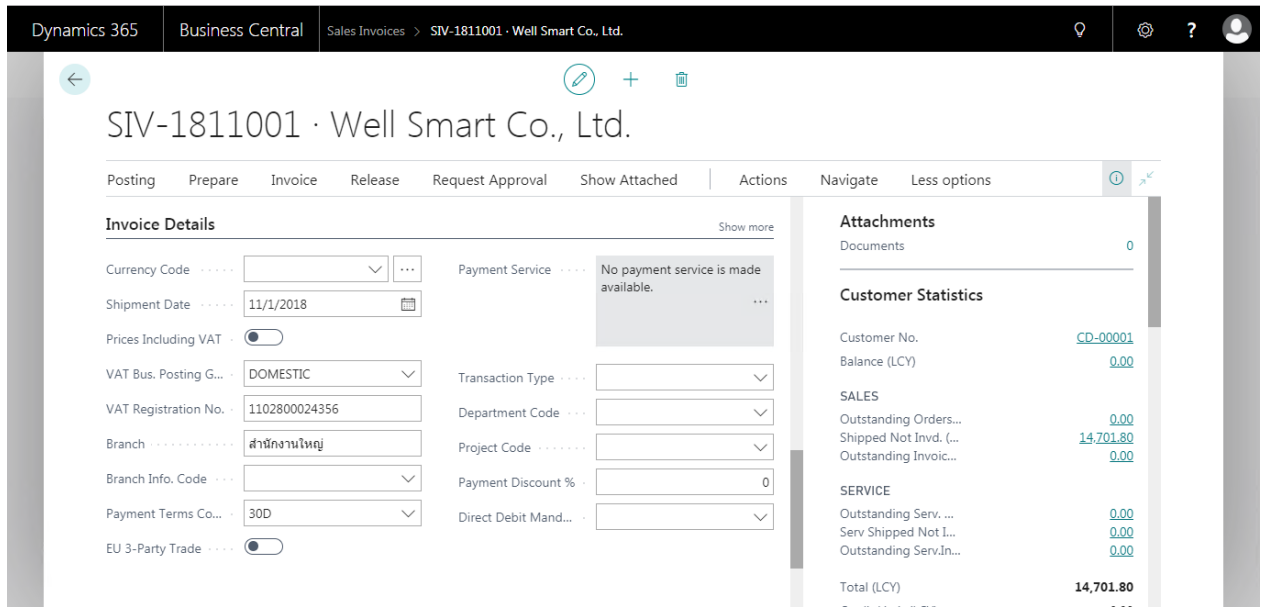 Dynamics 365 Business Central Sales Invoices > SIV-1811001 · Well Smart Co., Ltd. ?
SIV-1811001 · Well Smart Co., Ltd.
Posting Prepare Invoice Release Request Approval Show Attached Actions Navigate Less options
Invoice Details Show more
Currency Code
Shipment Date 11/1/2018
Prices Including VAT
VAT Bus. Posting G... DOMESTIC
VAT Registration No. 1102800024356
Branch สำนักงานใหญ่
Branch Info. Code
Payment Terms Co... 30D
EU 3-Party Trade
Payment Service No payment service is made
available.
Transaction Type
Department Code
Project Code
Payment Discount % 0
Direct Debit Mand...
Attachments
Documents 0
Customer Statistics
Customer No. CD-00001
Balance (LCY) 0.00
SALES
Outstanding Orders... 0.00
Shipped Not Invd. (... 14,701.80
Outstanding Invoic... 0.00
SERVICE
Outstanding Serv. ... 0.00
Serv Shipped Not I... 0.00
Outstanding Serv.In... 0.00
Total (LCY) 14,701.80